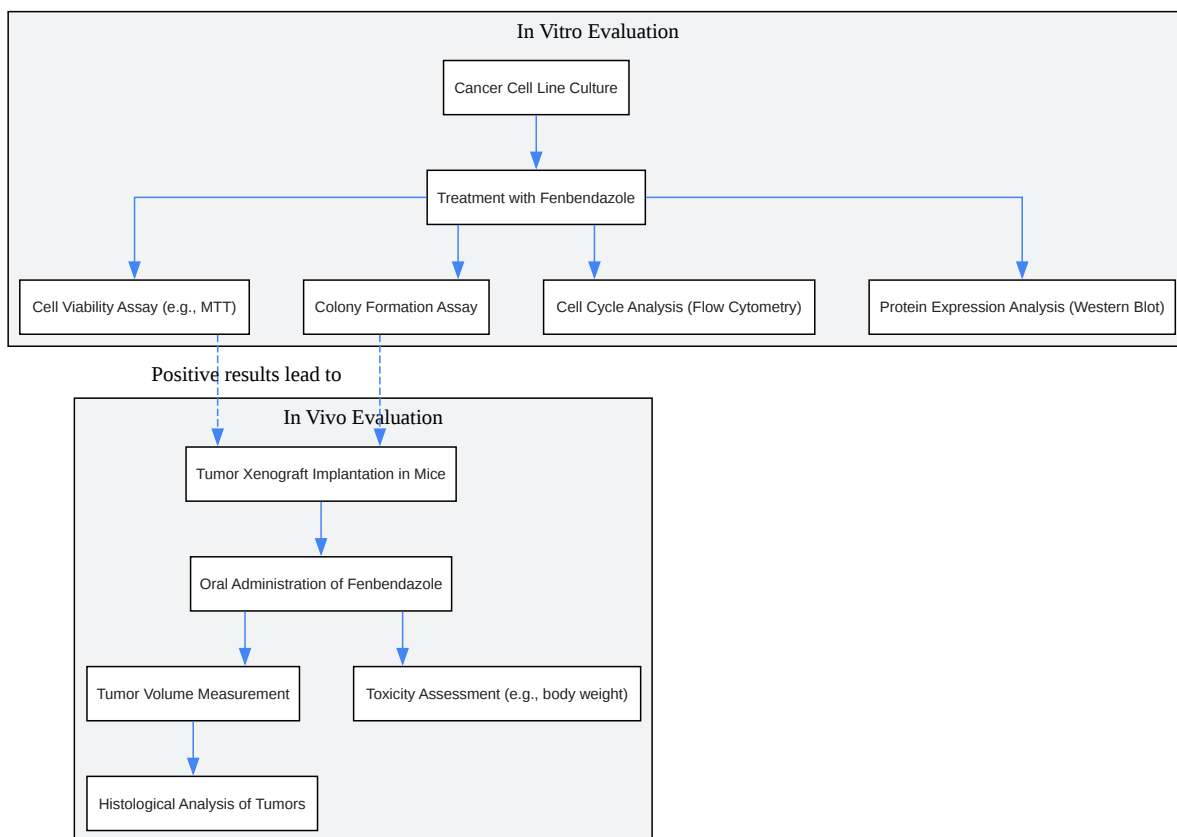 In Vitro Evaluation
Cancer Cell Line Culture
Treatment with Fenbendazole
Cell Viability Assay (e.g., MTT)
Colony Formation Assay
Cell Cycle Analysis (Flow Cytometry)
Protein Expression Analysis (Western Blot)
Positive results lead to
In Vivo Evaluation
Tumor Xenograft Implantation in Mice
Oral Administration of Fenbendazole
Tumor Volume Measurement
Toxicity Assessment (e.g., body weight)
Histological Analysis of Tumors